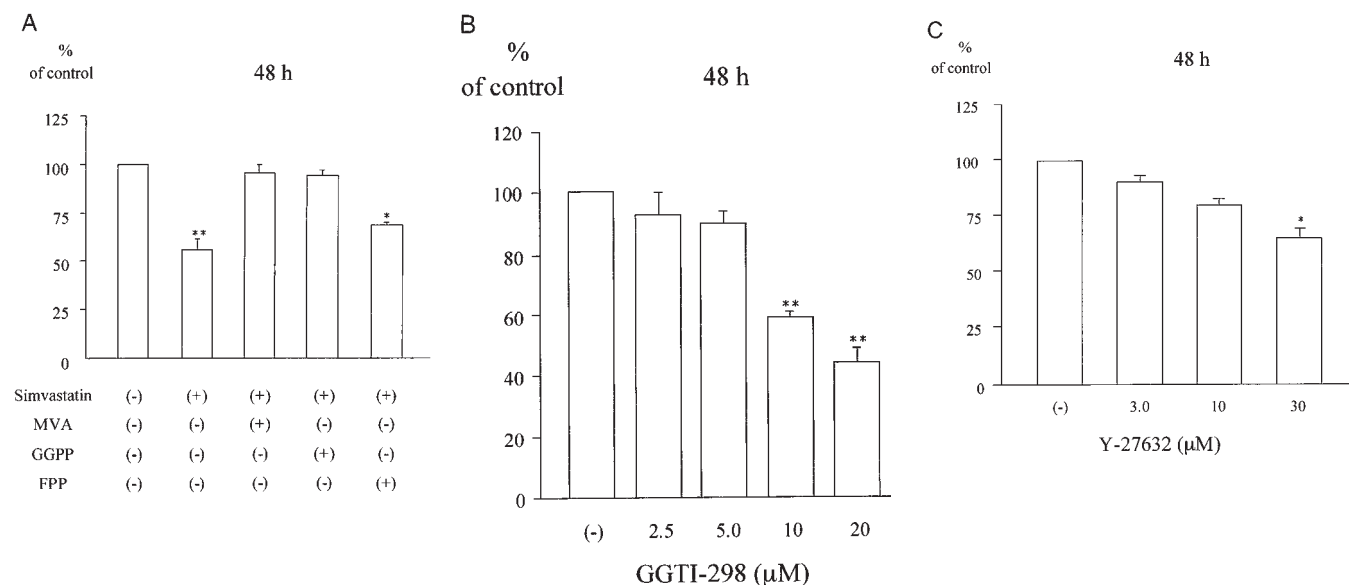 A
%
of control
48 h
125
100
75
50
25
0
**
*
Simvastatin (-) (+) (+) (+) (+)
MVA (-) (-) (+) (-) (-)
GGPP (-) (-) (-) (+) (-)
FPP (-) (-) (-) (-) (+)
B
%
of control
48 h
120
100
80
60
40
20
0
**
**
(-) 2.5 5.0 10 20
GGTI-298 (μM)
C
%
of control
48 h
125
100
75
50
25
0
*
(-) 3.0 10 30
Y-27632 (μM)